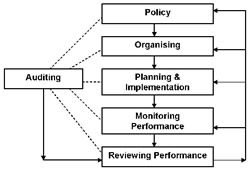 Policy
Organising
Auditing
Planning &
Implementation
Monitoring
Performance
Reviewing Performance